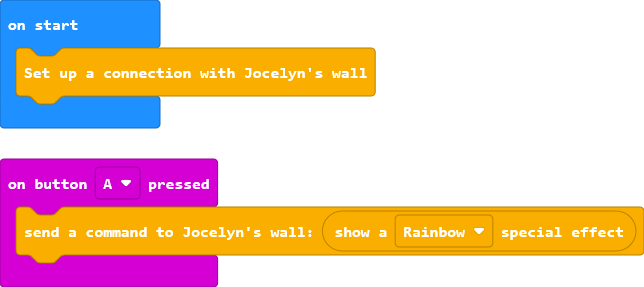 on start
Set up a connection with Jocelyn's wall
on button A pressed
send a command to Jocelyn's wall: show a Rainbow special effect